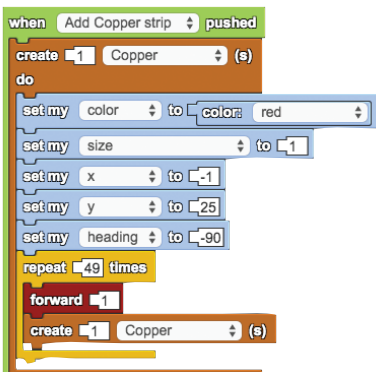 when Add Copper strip pushed
create 1 Copper (s)
do
set my color to color: red
set my size to 1
set my x to -1
set my y to 25
set my heading to -90
repeat 49 times
forward 1
create 1 Copper (s)